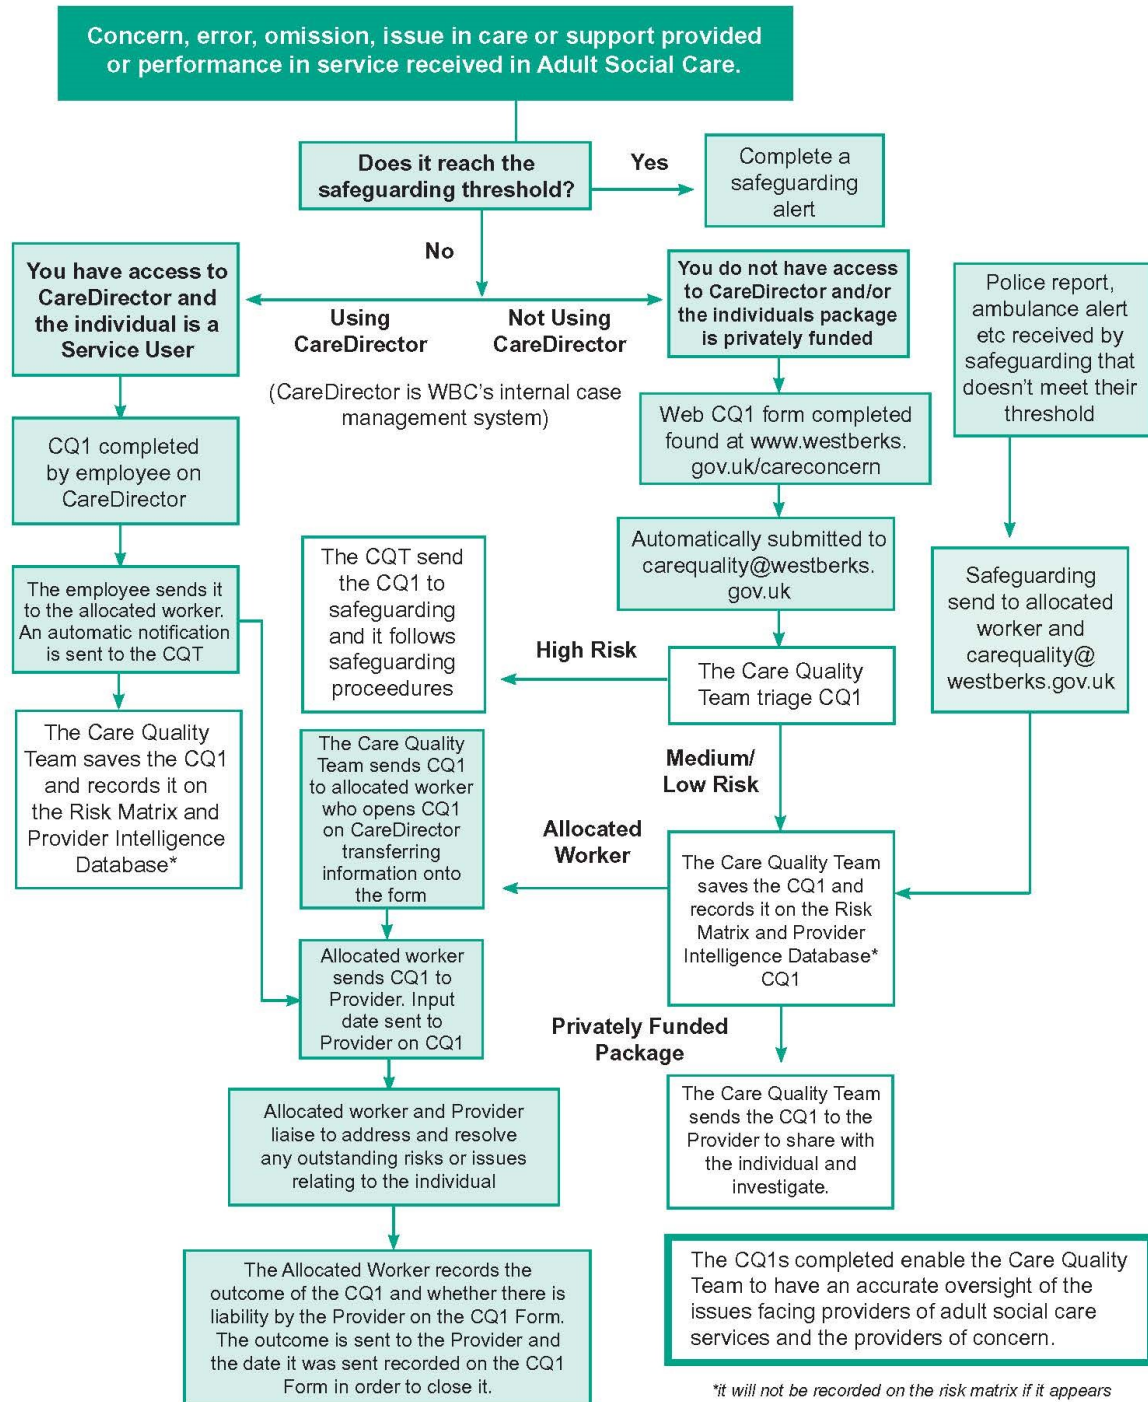 Concern, error, omission, issue in care or support provided
or performance in service received in Adult Social Care.
Does it reach the
safeguarding threshold?
Yes
Complete a
safeguarding
alert
No
You have access to
CareDirector and
the individual is a
Service User
Using
CareDirector
Not Using
CareDirector
You do not have access
to CareDirector and/or
the individuals package
is privately funded
Police report,
ambulance alert
etc received by
safeguarding that
doesn't meet their
threshold
(CareDirector is WBC's internal case
management system)
CQ1 completed
by employee on
CareDirector
Web CQ1 form completed
found at www.westberks.
gov.uk/careconcern
The employee sends it
to the allocated worker.
An automatic notification
is sent to the CQT
The CQT send
the CQ1 to
safeguarding
and it follows
safeguarding
proceedures
Automatically submitted to
carequality@westberks.
gov.uk
Safeguarding
send to allocated
worker and
carequality@
westberks.gov.uk
High Risk
The Care Quality
Team triage CQ1
The Care Quality
Team saves the CQ1
and records it on
the Risk Matrix and
Provider Intelligence
Database*
The Care Quality
Team sends CQ1
to allocated worker
who opens CQ1
on CareDirector
transferring
information onto
the form
Medium/
Low Risk
Allocated
Worker
The Care Quality Team
saves the CQ1 and
records it on the Risk
Matrix and Provider
Intelligence Database*
CQ1
Allocated worker
sends CQ1 to
Provider. Input
date sent to
Provider on CQ1
Privately Funded
Package
The Care Quality Team
sends the CQ1 to the
Provider to share with
the individual and
investigate.
Allocated worker and Provider
liaise to address and resolve
any outstanding risks or issues
relating to the individual
The Allocated Worker records the
outcome of the CQ1 and whether there is
liability by the Provider on the CQ1 Form.
The outcome is sent to the Provider and
the date it was sent recorded on the CQ1
Form in order to close it.
The CQ1s completed enable the Care Quality
Team to have an accurate oversight of the
issues facing providers of adult social care
services and the providers of concern.
*it will not be recorded on the risk matrix if it appears